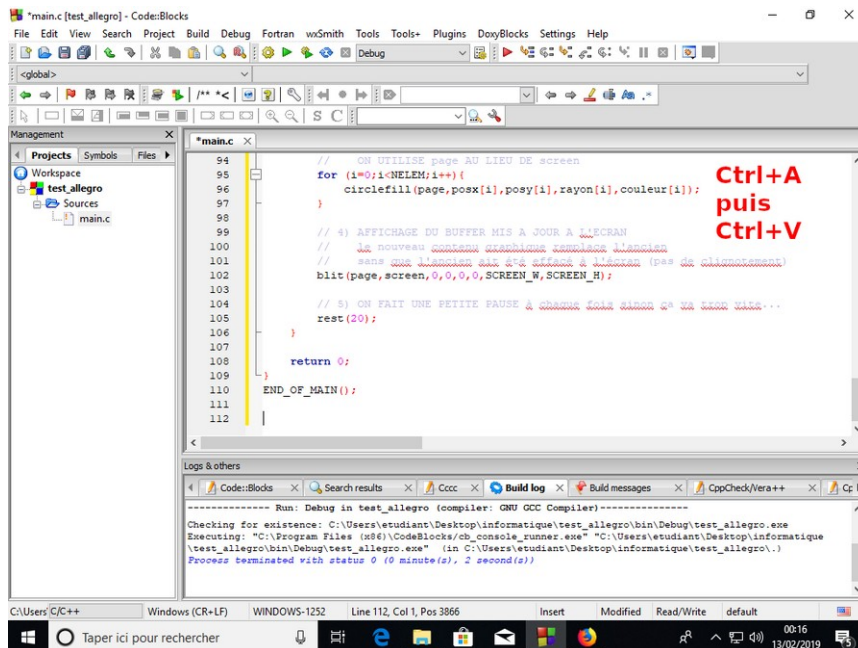 *main.c [test_allegro] - Code::Blocks
File Edit View Search Project Build Debug Fortran wxSmith Tools Tools+ Plugins DoxyBlocks Settings Help
Debug
<global>
/** *<
S C
Management
Projects Symbols Files
Workspace
test_allegro
Sources
main.c
*main.c
94 // ON UTILISE page AU LIEU DE screen
95 for (i=0;i<NELEM;i++){
96 circlefill(page,posx[i],posy[i],rayon[i],couleur[i]);
97 }
98
99 // 4) AFFICHAGE DU BUFFER MIS A JOUR A L'ECRAN
100 // le nouveau contenu graphique remplace l'ancien
101 // sans que l'ancien ait été effacé à l'écran (pas de clignotement)
102 blit(page,screen,0,0,0,0,SCREEN_W,SCREEN_H);
103
104 // 5) ON FAIT UNE PETITE PAUSE à chaque fois sinon ça va trop vite...
105 rest(20);
106 }
107
108 return 0;
109 }
110 END_OF_MAIN();
111
112
Ctrl+A
puis
Ctrl+V
Logs & others
Code::Blocks Search results Cccc Build log Build messages CppCheck/Vera++
-------------- Run: Debug in test_allegro (compiler: GNU GCC Compiler)---------------
Checking for existence: C:\Users\etudiant\Desktop\informatique\test_allegro\bin\Debug\test_allegro.exe
Executing: "C:\Program Files (x86)\CodeBlocks/cb_console_runner.exe" "C:\Users\etudiant\Desktop\informatique
\test_allegro\bin\Debug\test_allegro.exe" (in C:\Users\etudiant\Desktop\informatique\test_allegro\.)
Process terminated with status 0 (0 minute(s), 2 second(s))
C:\Users C/C++ Windows (CR+LF) WINDOWS-1252 Line 112, Col 1, Pos 3866 Insert Modified Read/Write default
Taper ici pour rechercher
00:16
13/02/2019